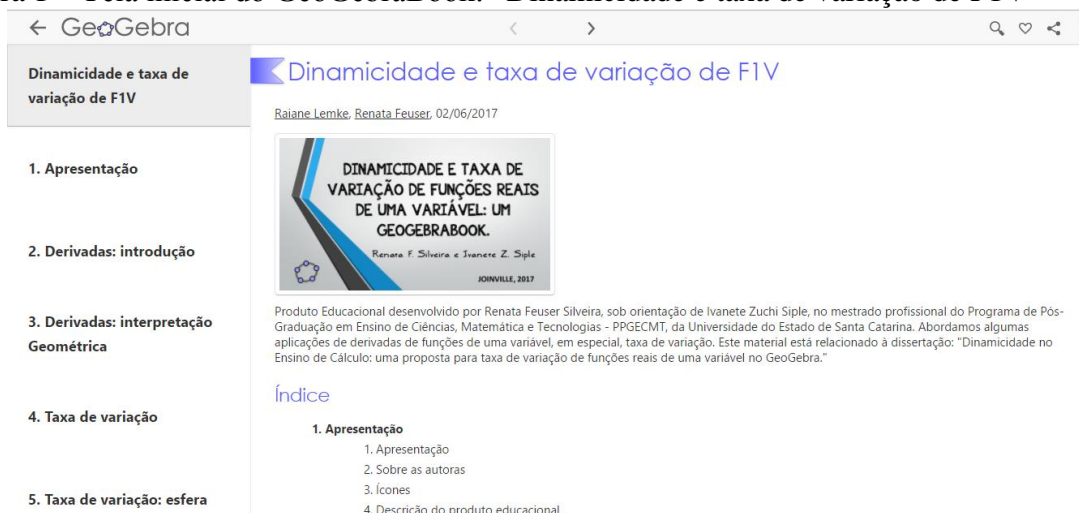 GeoGebra
Dinamicidade e taxa de
variação de F1V
1. Apresentação
2. Derivadas: introdução
3. Derivadas: interpretação
Geométrica
4. Taxa de variação
5. Taxa de variação: esfera
Dinamicidade e taxa de variação de F1V
Raiane Lemke, Renata Feuser, 02/06/2017
DINAMICIDADE E TAXA DE
VARIAÇÃO DE FUNÇÕES REAIS
DE UMA VARIÁVEL: UM
GEOGEBRABOOK.
Renata F. Silveira e Ivanete Z. Siple
JOINVILLE, 2017
Produto Educacional desenvolvido por Renata Feuser Silveira, sob orientação de Ivanete Zuchi Siple, no mestrado profissional do Programa de Pós-
Graduação em Ensino de Ciências, Matemática e Tecnologias - PPGECMT, da Universidade do Estado de Santa Catarina. Abordamos algumas
aplicações de derivadas de funções de uma variável, em especial, taxa de variação. Este material está relacionado à dissertação: "Dinamicidade no
Ensino de Cálculo: uma proposta para taxa de variação de funções reais de uma variável no GeoGebra."
Índice
1. Apresentação
1. Apresentação
2. Sobre as autoras
3. Ícones
4. Descrição do produto educacional